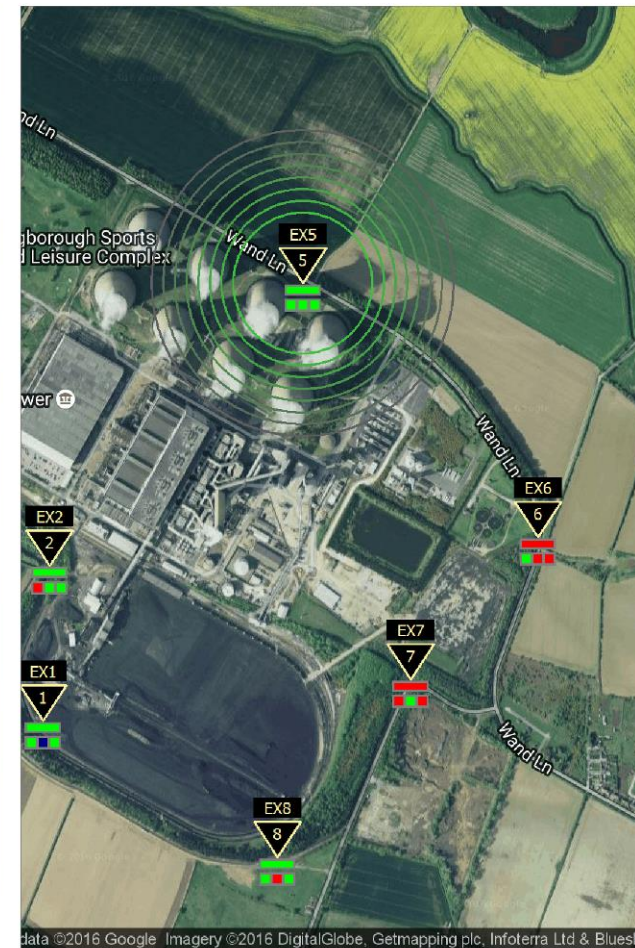 nd Ln
gborough Sports
d Leisure Complex
Wand Ln
EX5
5
wer
Wand Ln
EX6
6
EX2
2
EX7
7
EX1
1
Wand Ln
EX8
8
data ©2016 Google Imagery ©2016 DigitalGlobe, Getmapping plc, Infoterra Ltd & Blues